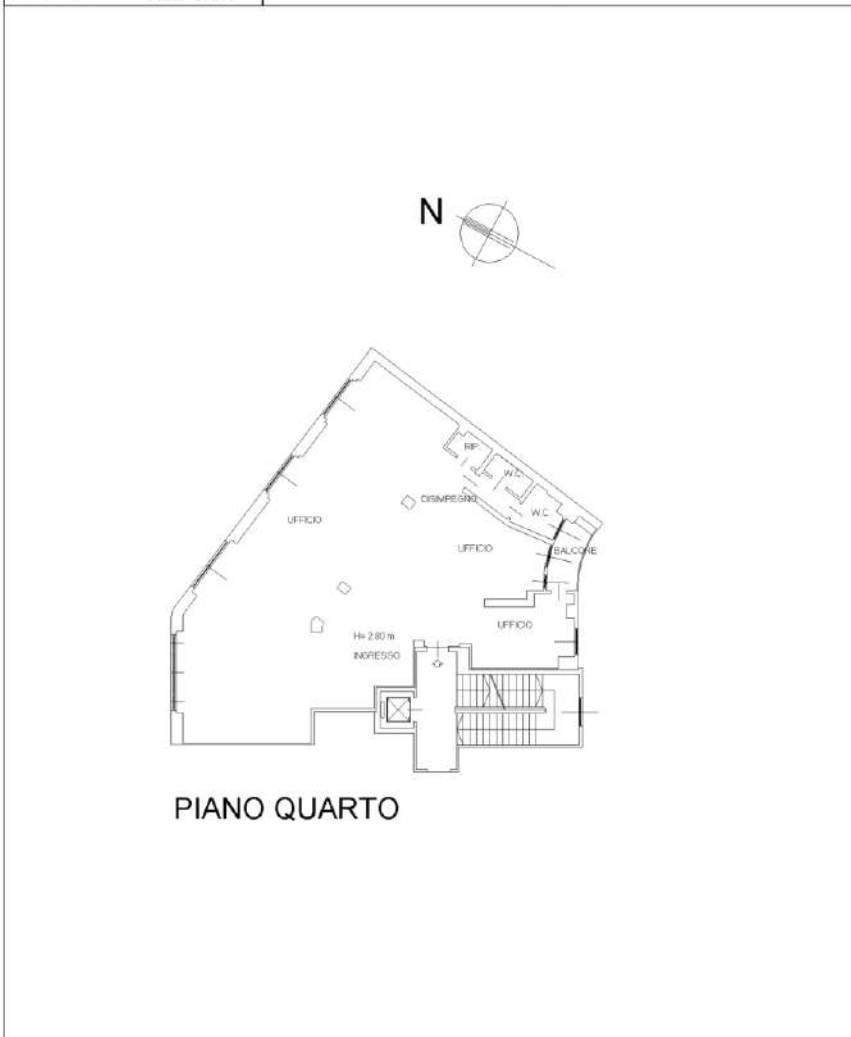 N
RIP
W.C
DISIMPEGNO
W.C
UFFICIO
UFFICIO
BALCONE
UFFICIO
H= 2.80 m
INGRESSO
PIANO QUARTO